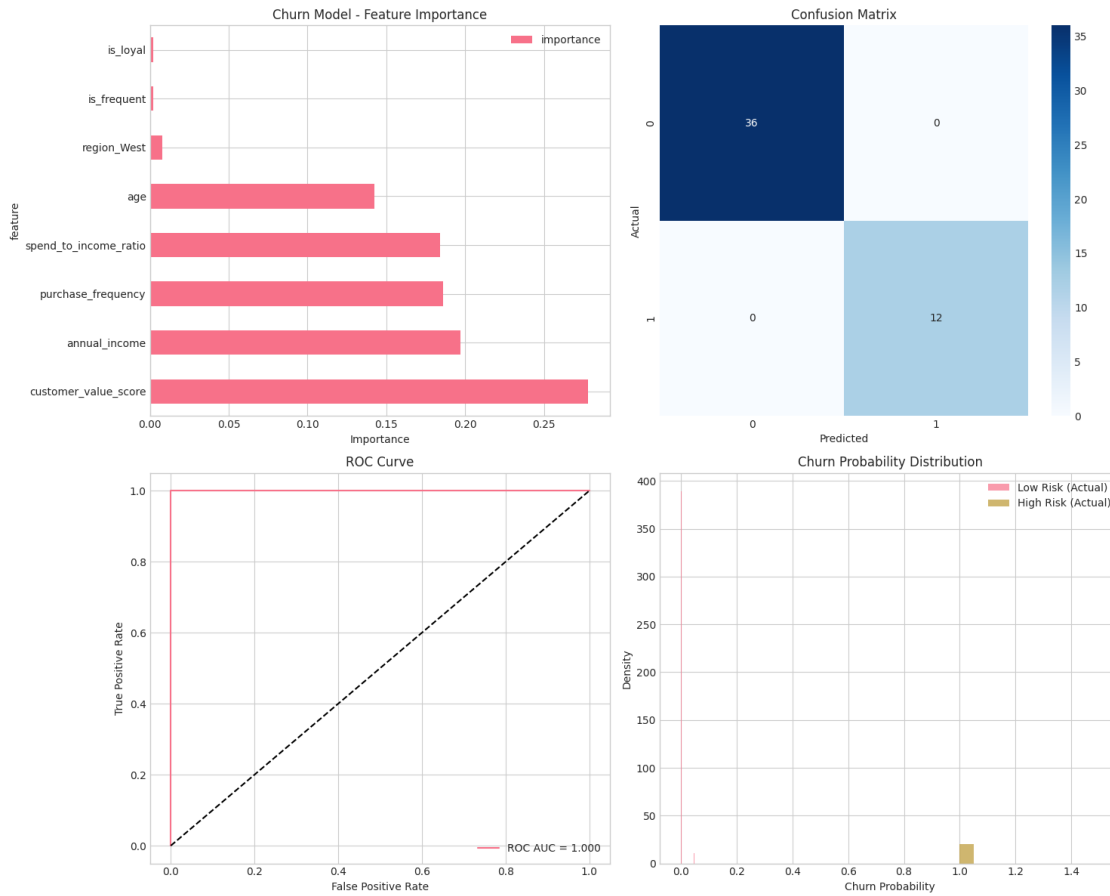 Churn Model - Feature Importance
importance
is_loyal
is_frequent
region_West
age
spend_to_income_ratio
purchase_frequency
annual_income
customer_value_score
feature
0.00 0.05 0.10 0.15 0.20 0.25
Importance
Confusion Matrix
36 0
0 12
0
1
Actual
0 1
Predicted
35
30
25
20
15
10
5
0
ROC Curve
1.0
0.8
0.6
0.4
0.2
0.0
True Positive Rate
ROC AUC = 1.000
0.0 0.2 0.4 0.6 0.8 1.0
False Positive Rate
Churn Probability Distribution
Low Risk (Actual)
High Risk (Actual)
400
350
300
250
200
150
100
50
0
Density
0.0 0.2 0.4 0.6 0.8 1.0 1.2 1.4
Churn Probability